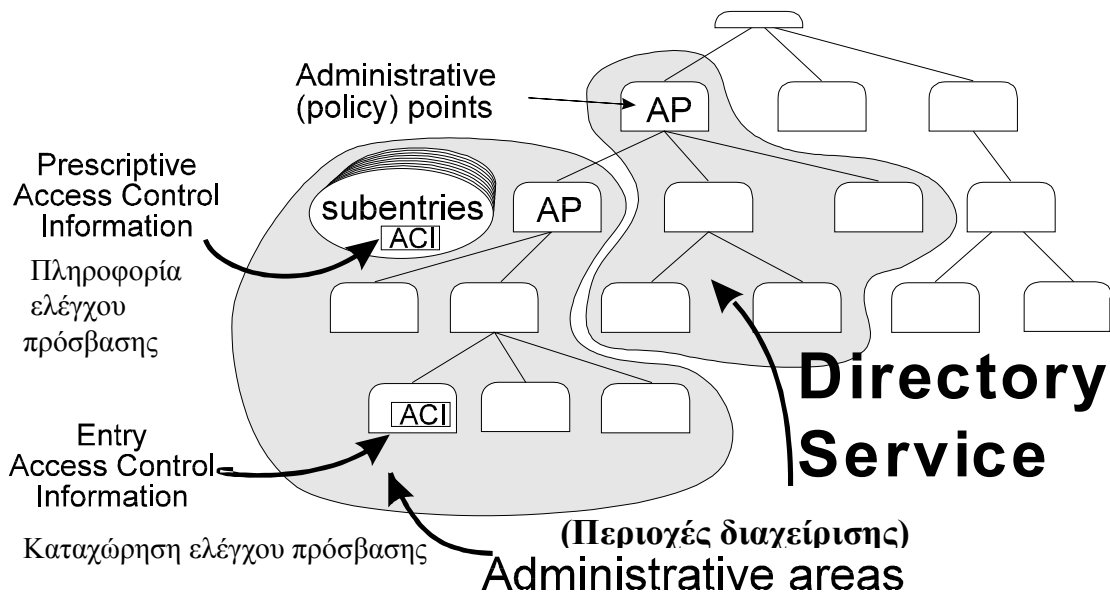 Administrative
(policy) points
AP
Prescriptive
Access Control
Information
subentries
ACI
AP
Πληροφορία
ελέγχου
πρόσβασης
Directory
Service
ACI
Entry
Access Control
Information
Καταχώρηση ελέγχου πρόσβασης
(Περιοχές διαχείρισης)
Administrative areas